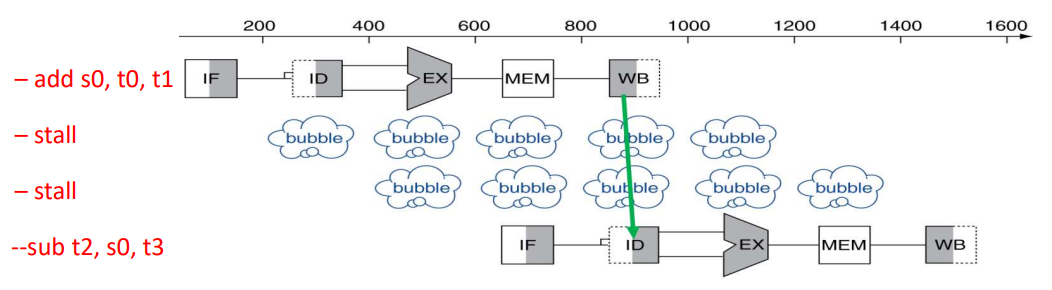 200 400 600 800 1000 1200 1400 1600
– add s0, t0, t1 IF ID EX MEM WB
– stall bubble bubble bubble bubble bubble
– stall bubble bubble bubble bubble bubble
--sub t2, s0, t3 IF ID EX MEM WB